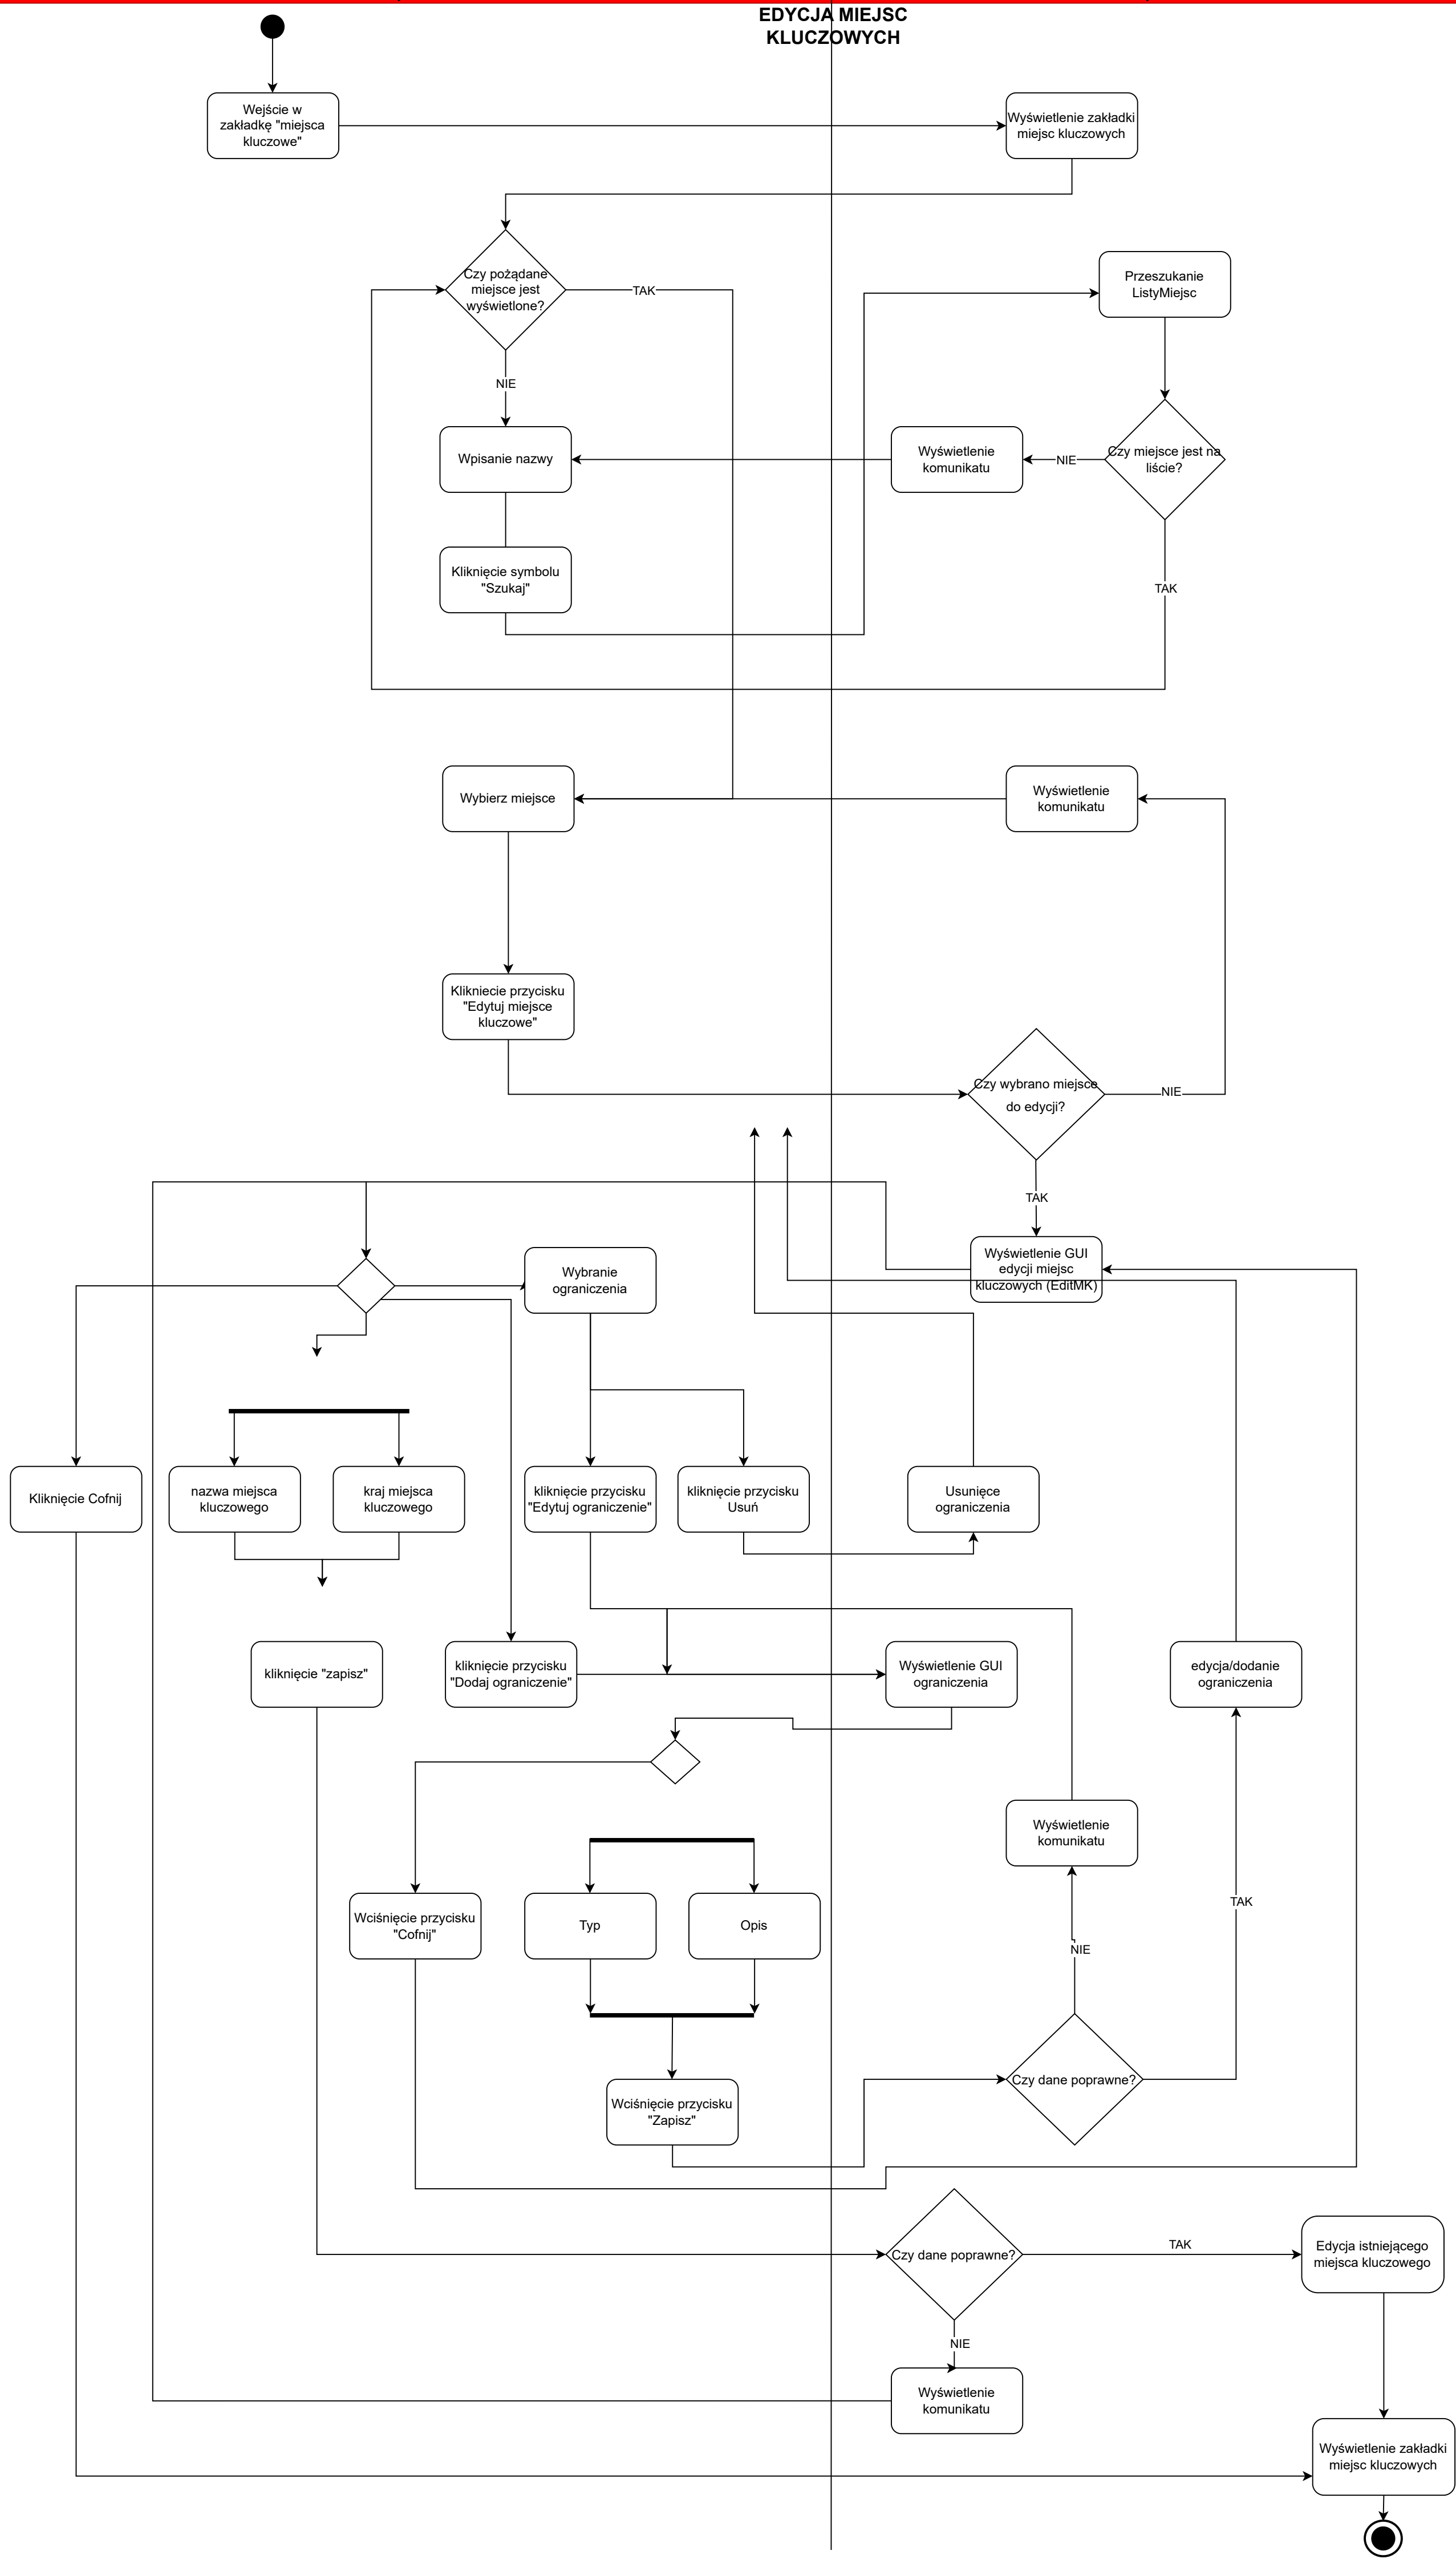 EDYCJA MIEJSC
KLUCZOWYCH
Wejście w
zakładkę "miejsca
kluczowe"
Wyświetlenie zakładki
miejsc kluczowych
Czy pożądane
miejsce jest
wyświetlone?
TAK
Przeszukanie
ListyMiejsc
NIE
Wpisanie nazwy
Wyświetlenie
komunikatu
NIE
Czy miejsce jest na
liście?
Kliknięcie symbolu
"Szukaj"
TAK
Wybierz miejsce
Wyświetlenie
komunikatu
Klikniecie przycisku
"Edytuj miejsce
kluczowe"
Czy wybrano miejsce
do edycji?
NIE
TAK
Wyświetlenie GUI
edycji miejsc
kluczowych (EditMK)
Wybranie
ograniczenia
Kliknięcie Cofnij
nazwa miejsca
kluczowego
kraj miejsca
kluczowego
kliknięcie przycisku
"Edytuj ograniczenie"
kliknięcie przycisku
Usuń
Usunięce
ograniczenia
kliknięcie "zapisz"
kliknięcie przycisku
"Dodaj ograniczenie"
Wyświetlenie GUI
ograniczenia
edycja/dodanie
ograniczenia
Wyświetlenie
komunikatu
Wciśnięcie przycisku
"Cofnij"
Typ
Opis
TAK
NIE
Czy dane poprawne?
Wciśnięcie przycisku
"Zapisz"
Czy dane poprawne?
TAK
Edycja istniejącego
miejsca kluczowego
NIE
Wyświetlenie
komunikatu
Wyświetlenie zakładki
miejsc kluczowych